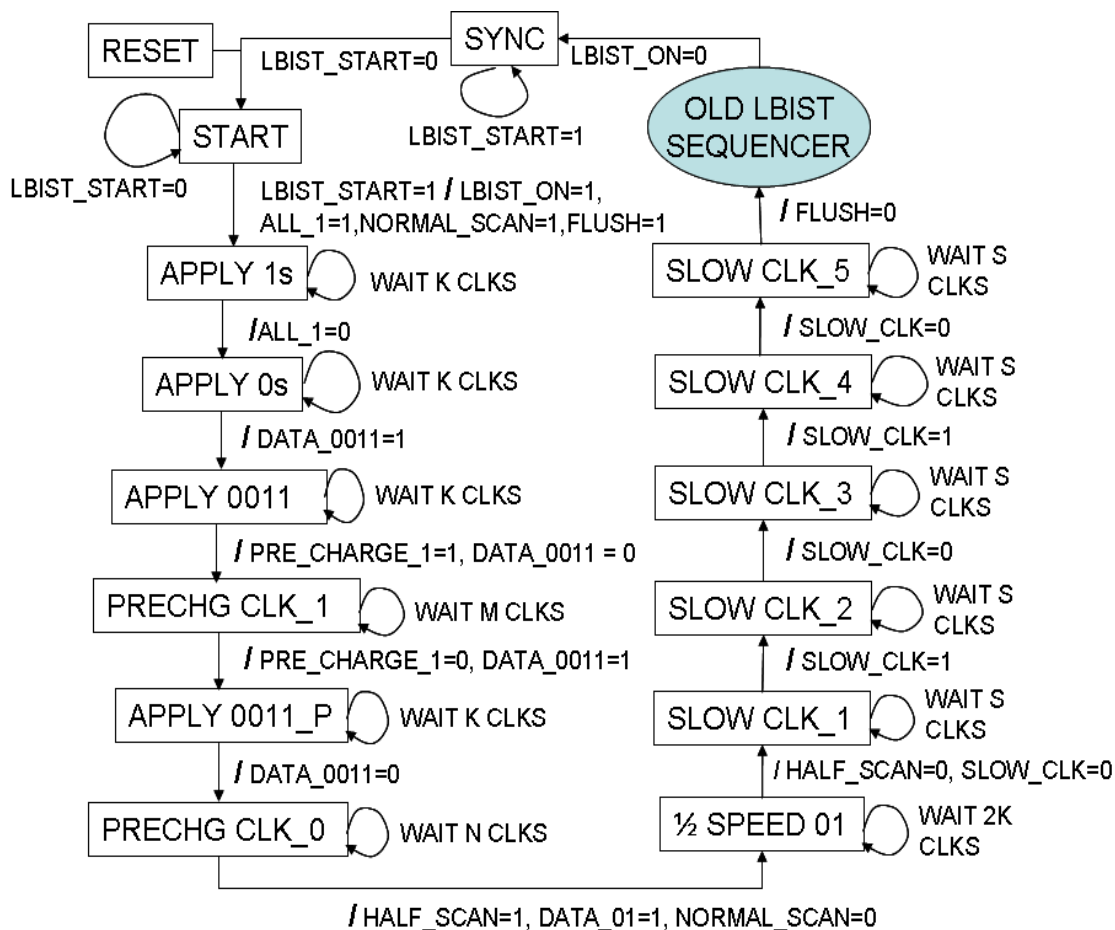 RESET
SYNC
LBIST_START=0
LBIST_ON=0
LBIST_START=1
OLD LBIST
SEQUENCER
START
LBIST_START=0
LBIST_START=1 / LBIST_ON=1,
ALL_1=1,NORMAL_SCAN=1,FLUSH=1
APPLY 1s
WAIT K CLKS
/ALL_1=0
APPLY 0s
WAIT K CLKS
/ DATA_0011=1
APPLY 0011
WAIT K CLKS
/ PRE_CHARGE_1=1, DATA_0011 = 0
PRECHG CLK_1
WAIT M CLKS
/ PRE_CHARGE_1=0, DATA_0011=1
APPLY 0011_P
WAIT K CLKS
/ DATA_0011=0
PRECHG CLK_0
WAIT N CLKS
/ HALF_SCAN=1, DATA_01=1, NORMAL_SCAN=0
½ SPEED 01
WAIT 2K
CLKS
/ HALF_SCAN=0, SLOW_CLK=0
SLOW CLK_1
WAIT S
CLKS
/ SLOW_CLK=1
SLOW CLK_2
WAIT S
CLKS
/ SLOW_CLK=0
SLOW CLK_3
WAIT S
CLKS
/ SLOW_CLK=1
SLOW CLK_4
WAIT S
CLKS
/ SLOW_CLK=0
SLOW CLK_5
WAIT S
CLKS
/ FLUSH=0